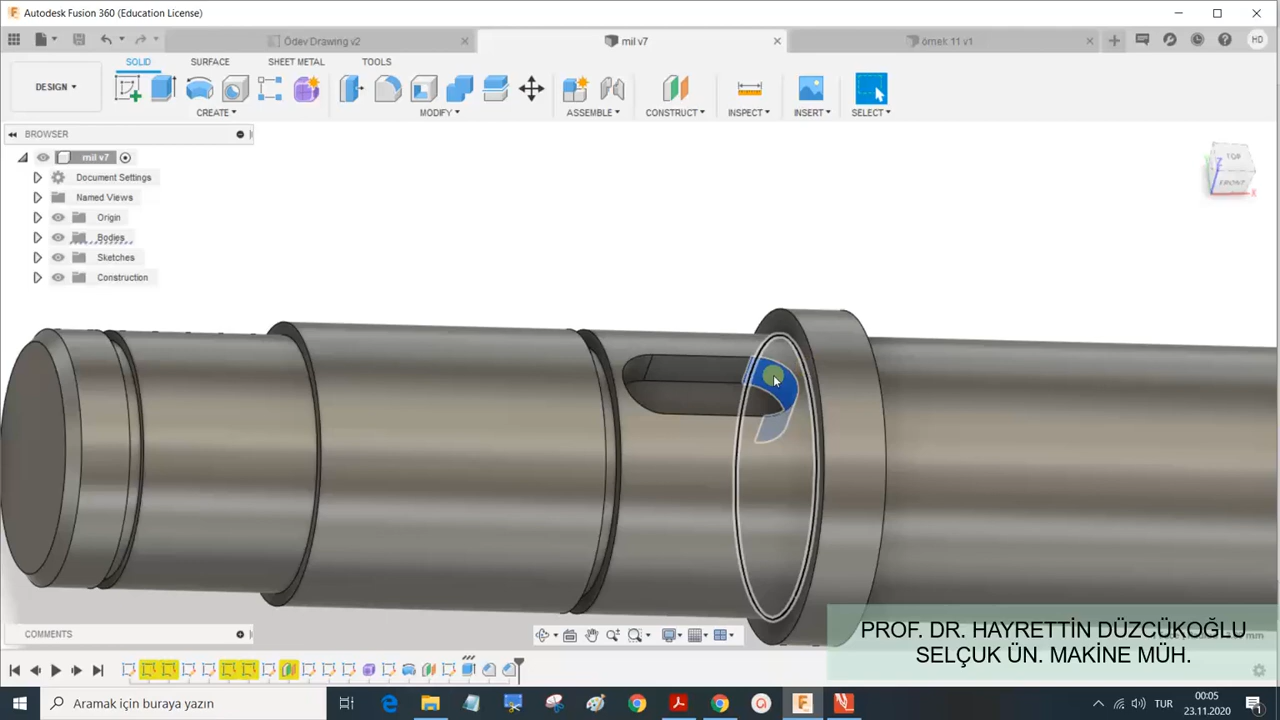 Autodesk Fusion 360 (Education License)
Ödev Drawing v2
mil v7
örnek 11 v1
HD
DESIGN
SOLID
SURFACE
SHEET METAL
TOOLS
CREATE
MODIFY
ASSEMBLE
CONSTRUCT
INSPECT
INSERT
SELECT
BROWSER
mil v7
Document Settings
Named Views
Origin
Bodies
Sketches
Construction
TOP
FRONT
Z
X
COMMENTS
PROF. DR. HAYRETTİN DÜZCÜKOĞLU
SELÇUK ÜN. MAKİNE MÜH.
Aramak için buraya yazın
TUR
00:05
23.11.2020